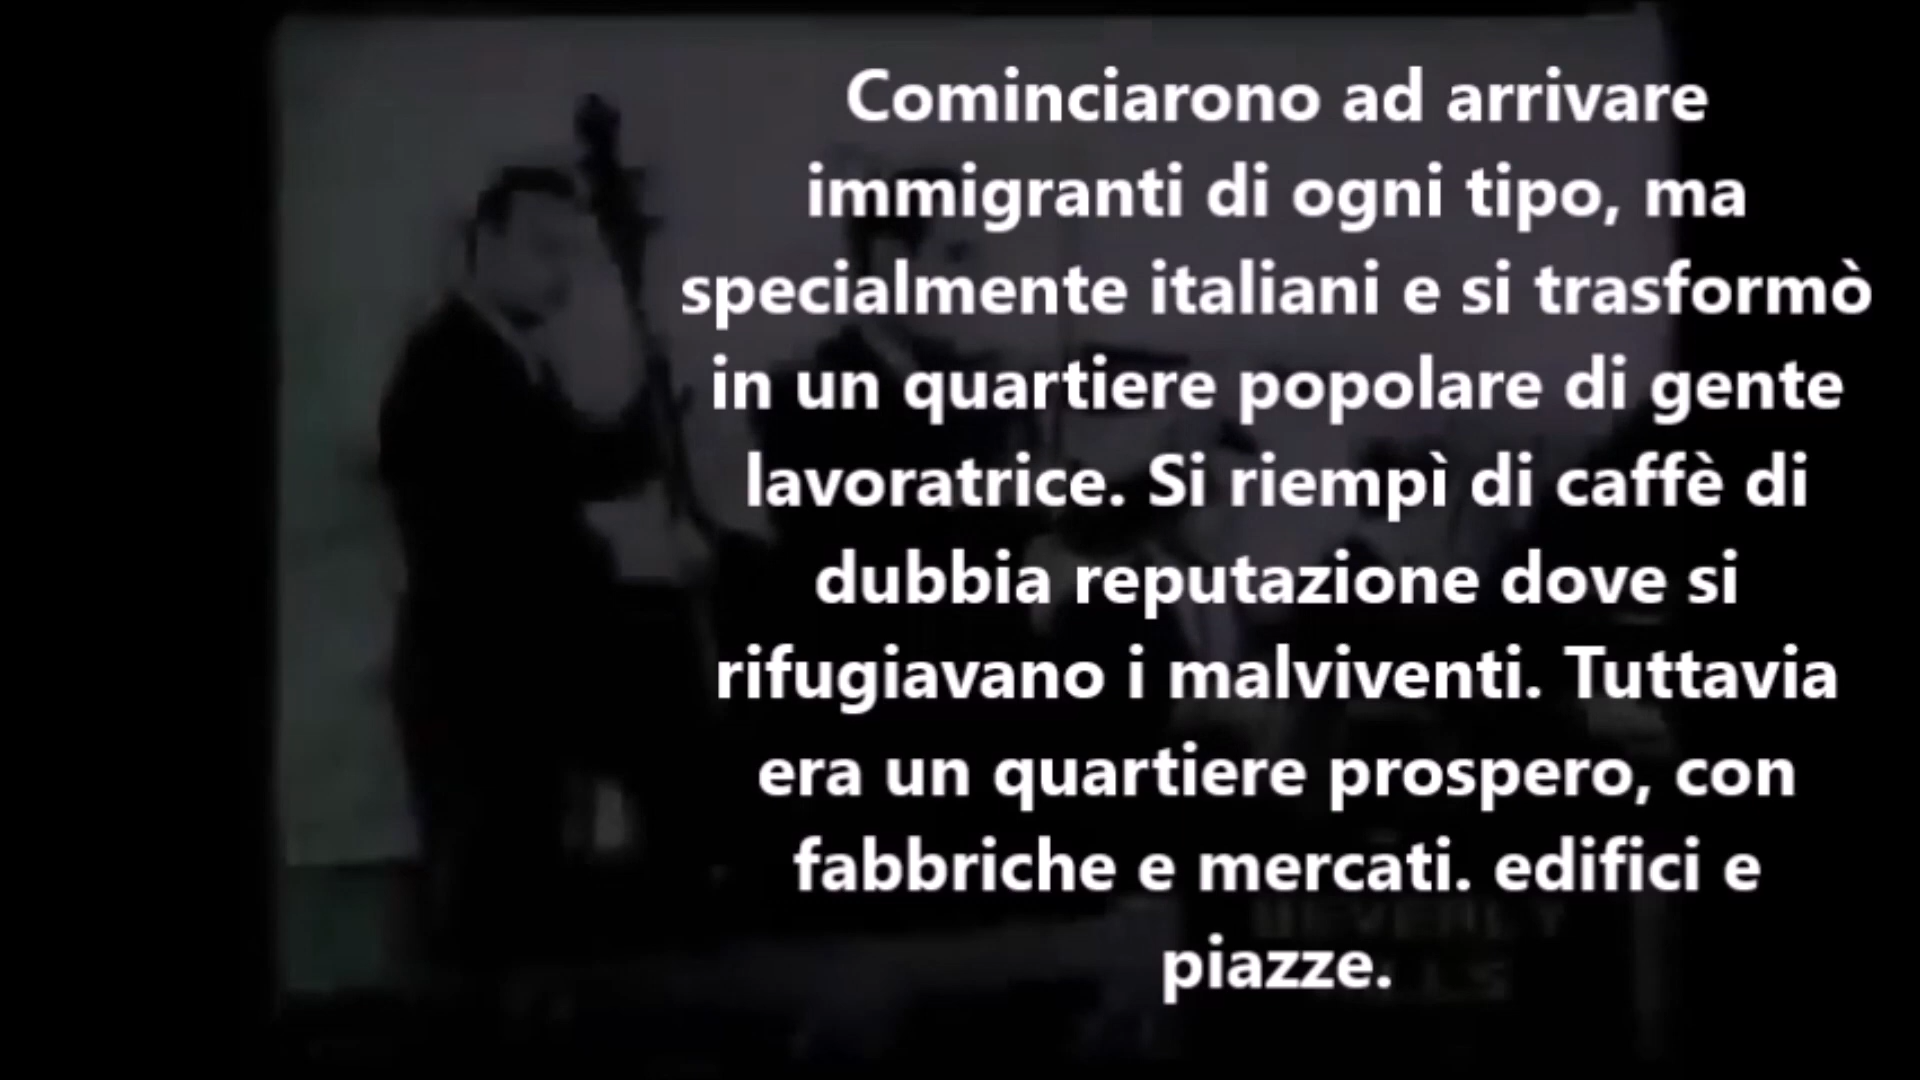 Cominciarono ad arrivare
immigranti di ogni tipo, ma
specialmente italiani e si trasformò
in un quartiere popolare di gente
lavoratrice. Si riempì di caffè di
dubbia reputazione dove si
rifugiavano i malviventi. Tuttavia
era un quartiere prospero, con
fabbriche e mercati. edifici e
piazze.
BEVERLY